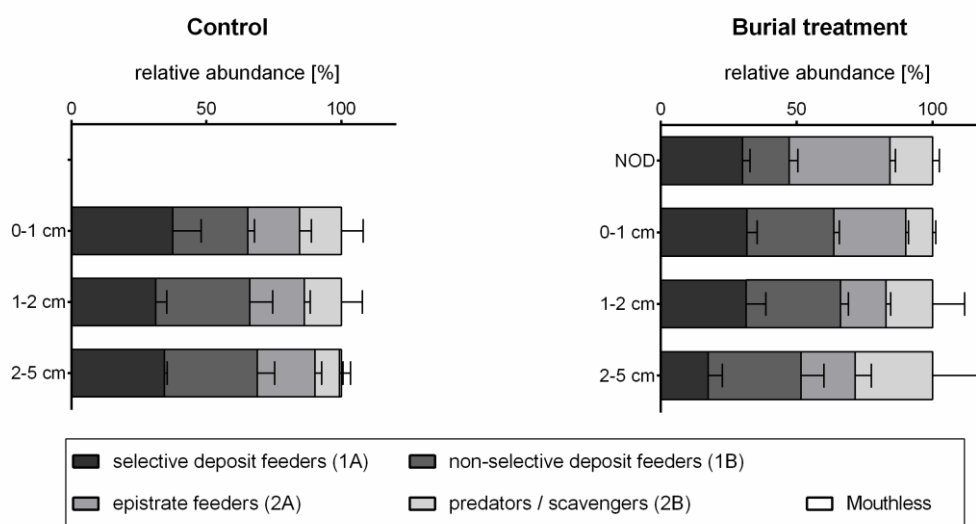 Control
relative abundance [%]
0 50 100
0-1 cm
1-2 cm
2-5 cm
Burial treatment
relative abundance [%]
0 50 100
NOD
0-1 cm
1-2 cm
2-5 cm
selective deposit feeders (1A) non-selective deposit feeders (1B)
epistrate feeders (2A) predators / scavengers (2B) Mouthless